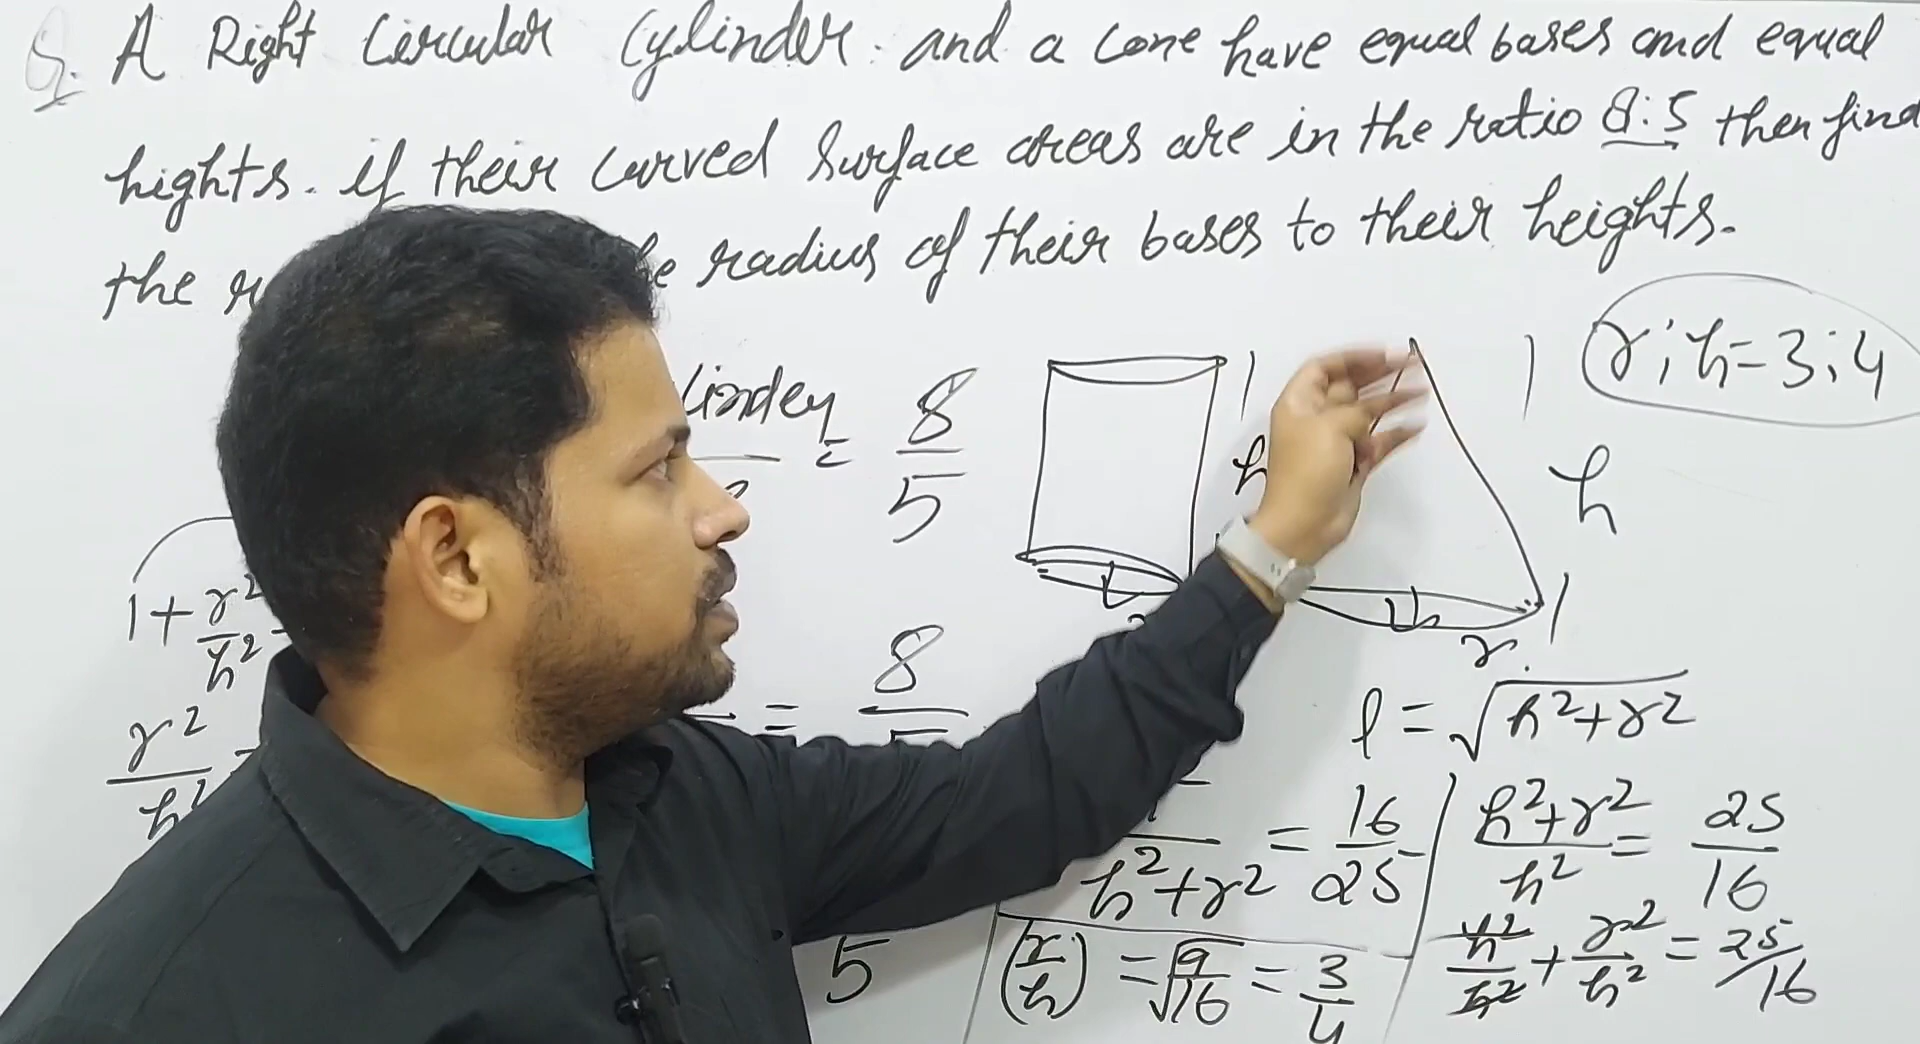 Q. A Right Circular Cylinder. and a Cone have equal bases and equal
hights. if their curved surface areas are in the ratio 8:5 then find
the radius of their bases to their heights.
r:h=3:4
= 8/5
h
h
r.
1+r²/h²
= 8
l = √h²+r²
r²/h²
h²+r² = 16/25
h²+r²/h² = 25/16
5
(r/h) = √9/16 = 3/4
h²/h² + r²/h² = 25/16